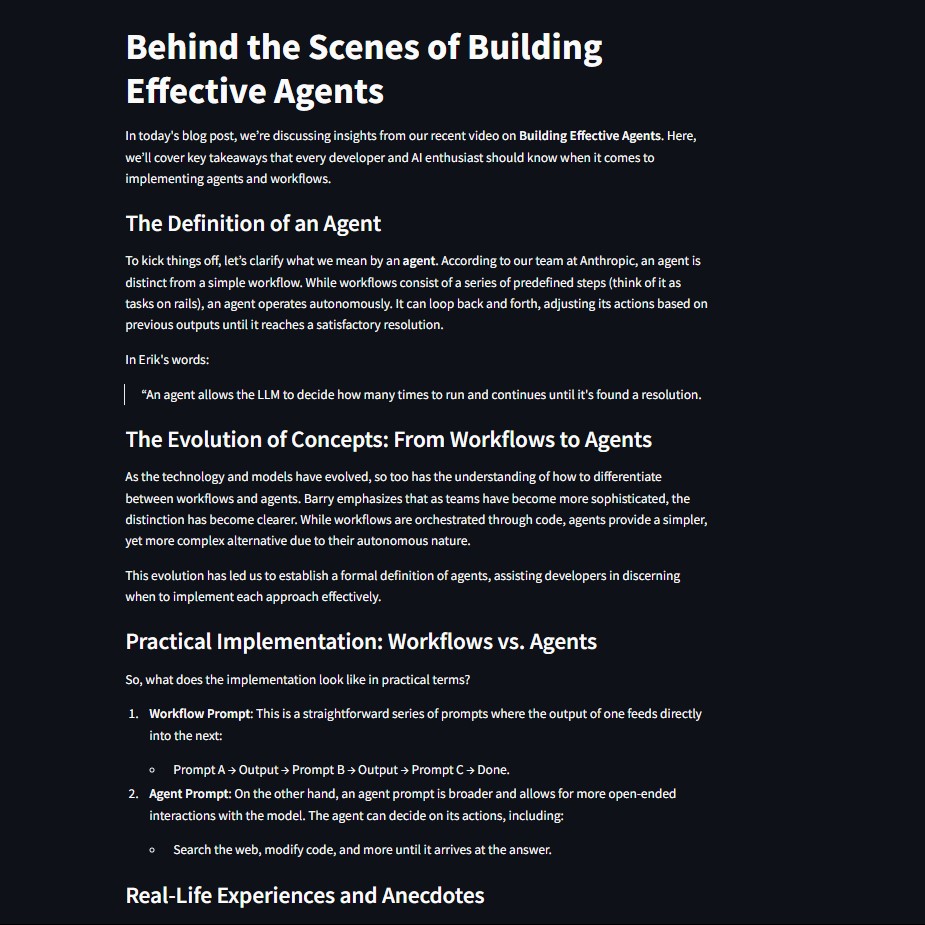 Behind the Scenes of Building
Effective Agents
In today's blog post, we’re discussing insights from our recent video on Building Effective Agents. Here,
we’ll cover key takeaways that every developer and AI enthusiast should know when it comes to
implementing agents and workflows.
The Definition of an Agent
To kick things off, let’s clarify what we mean by an agent. According to our team at Anthropic, an agent is
distinct from a simple workflow. While workflows consist of a series of predefined steps (think of it as
tasks on rails), an agent operates autonomously. It can loop back and forth, adjusting its actions based on
previous outputs until it reaches a satisfactory resolution.
In Erik's words:
“An agent allows the LLM to decide how many times to run and continues until it's found a resolution.
The Evolution of Concepts: From Workflows to Agents
As the technology and models have evolved, so too has the understanding of how to differentiate
between workflows and agents. Barry emphasizes that as teams have become more sophisticated, the
distinction has become clearer. While workflows are orchestrated through code, agents provide a simpler,
yet more complex alternative due to their autonomous nature.
This evolution has led us to establish a formal definition of agents, assisting developers in discerning
when to implement each approach effectively.
Practical Implementation: Workflows vs. Agents
So, what does the implementation look like in practical terms?
1. Workflow Prompt: This is a straightforward series of prompts where the output of one feeds directly
into the next:
◦ Prompt A → Output → Prompt B → Output → Prompt C → Done.
2. Agent Prompt: On the other hand, an agent prompt is broader and allows for more open-ended
interactions with the model. The agent can decide on its actions, including:
◦ Search the web, modify code, and more until it arrives at the answer.
Real-Life Experiences and Anecdotes